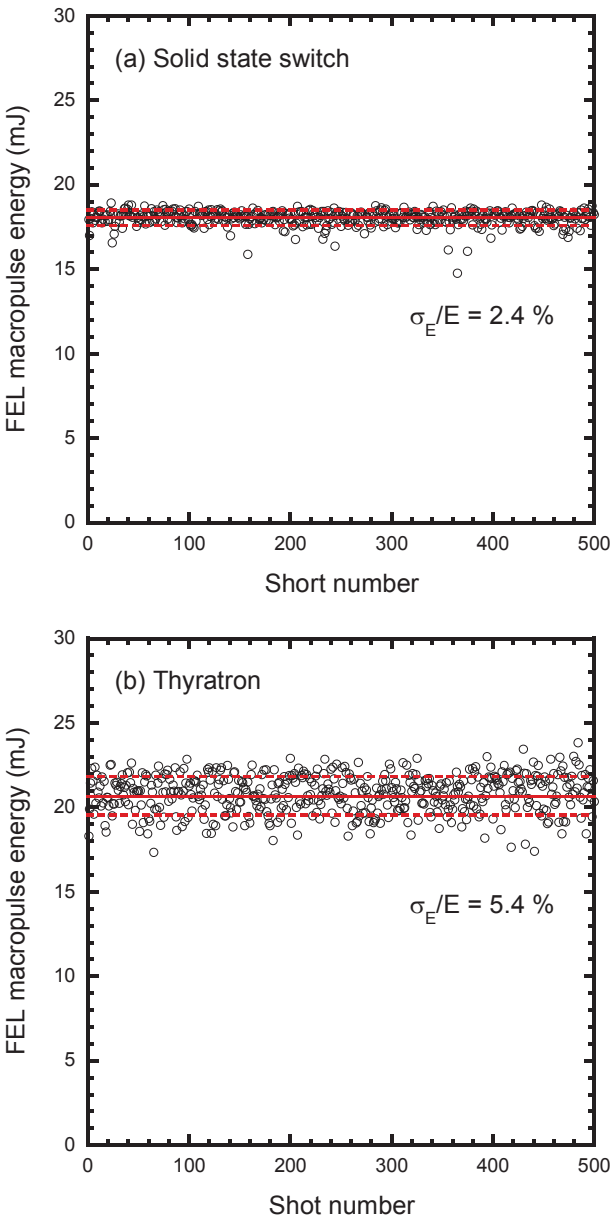 30
(a) Solid state switch
25
20
15
σE/E = 2.4 %
10
5
0
0 100 200 300 400 500
FEL macropulse energy (mJ)
Short number
30
(b) Thyratron
25
20
15
σE/E = 5.4 %
10
5
0
0 100 200 300 400 500
FEL macropulse energy (mJ)
Shot number